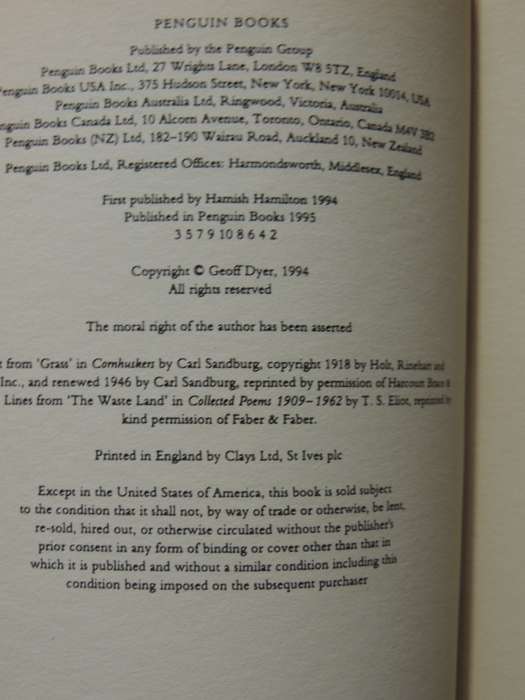 PENGUIN BOOKS
Published by the Penguin Group
Penguin Books Ltd, 27 Wrights Lane, London W8 5TZ, England
Penguin Books USA Inc., 375 Hudson Street, New York, New York 10014, USA
Penguin Books Australia Ltd, Ringwood, Victoria, Australia
nguin Books Canada Ltd, 10 Alcorn Avenue, Toronto, Ontario, Canada M4V 3B2
Penguin Books (NZ) Ltd, 182–190 Wairau Road, Auckland 10, New Zealand
Penguin Books Ltd, Registered Offices: Harmondsworth, Middlesex, England
First published by Hamish Hamilton 1994
Published in Penguin Books 1995
3 5 7 9 10 8 6 4 2
Copyright © Geoff Dyer, 1994
All rights reserved
The moral right of the author has been asserted
from 'Grass' in Cornhuskers by Carl Sandburg, copyright 1918 by Holt, Rinehart and
Inc., and renewed 1946 by Carl Sandburg, reprinted by permission of Harcourt Brace &
Lines from 'The Waste Land' in Collected Poems 1909–1962 by T. S. Eliot, reprinted by
kind permission of Faber & Faber.
Printed in England by Clays Ltd, St Ives plc
Except in the United States of America, this book is sold subject
to the condition that it shall not, by way of trade or otherwise, be lent,
re-sold, hired out, or otherwise circulated without the publisher's
prior consent in any form of binding or cover other than that in
which it is published and without a similar condition including this
condition being imposed on the subsequent purchaser